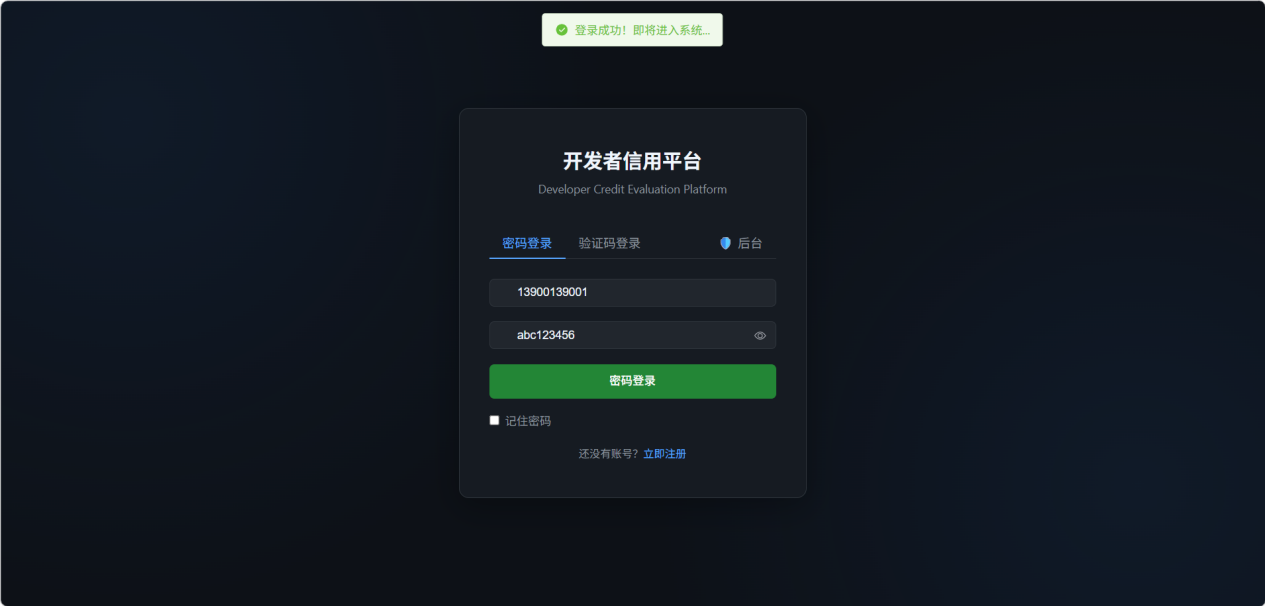 登录成功！即将进入系统...
开发者信用平台
Developer Credit Evaluation Platform
密码登录 验证码登录 后台
13900139001
abc123456
密码登录
记住密码
还没有账号？立即注册